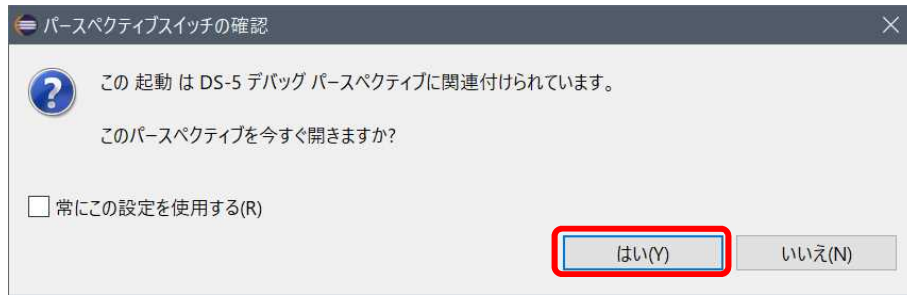 パースペクティブスイッチの確認
この 起動 は DS-5 デバッグ パースペクティブに関連付けられています。
このパースペクティブを今すぐ開きますか?
常にこの設定を使用する(R)
はい(Y) いいえ(N)